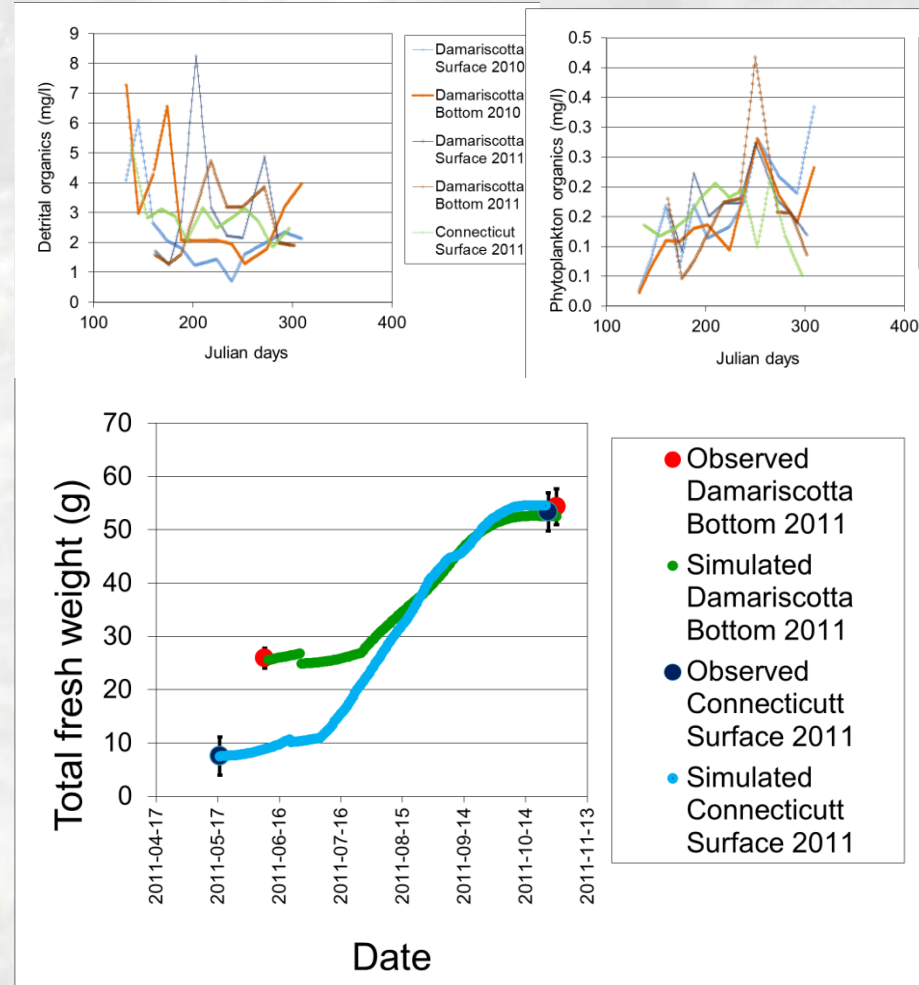 Detrital organics (mg/l)
9
8
7
6
5
4
3
2
1
0
100
200
300
400
Julian days
Damariscotta
Surface 2010
Damariscotta
Bottom 2010
Damariscotta
Surface 2011
Damariscotta
Bottom 2011
Connecticut
Surface 2011
Phytoplankton organics (mg/l)
0.5
0.4
0.4
0.3
0.3
0.2
0.2
0.1
0.1
0.0
100
200
300
400
Julian days
Total fresh weight (g)
70
60
50
40
30
20
10
0
2011-04-17
2011-05-17
2011-06-16
2011-07-16
2011-08-15
2011-09-14
2011-10-14
2011-11-13
Date
Observed
Damariscotta
Bottom 2011
Simulated
Damariscotta
Bottom 2011
Observed
Connecticutt
Surface 2011
Simulated
Connecticutt
Surface 2011